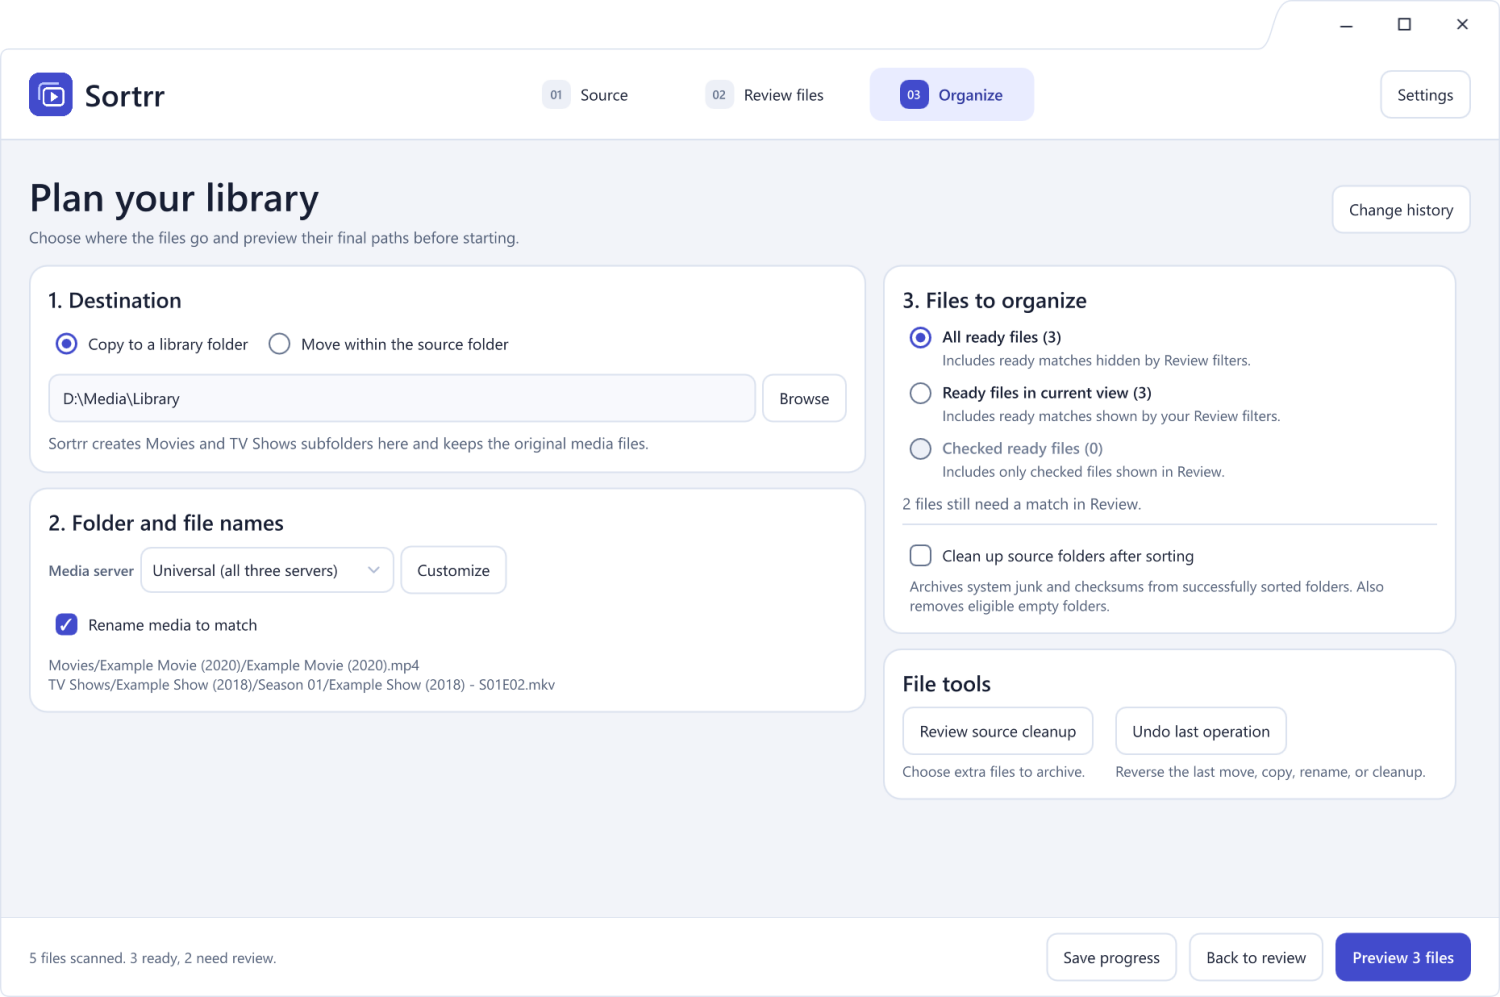 Sortrr
01 Source
02 Review files
03 Organize
Settings
Plan your library
Choose where the files go and preview their final paths before starting.
Change history
1. Destination
Copy to a library folder
Move within the source folder
D:\Media\Library
Browse
Sortrr creates Movies and TV Shows subfolders here and keeps the original media files.
2. Folder and file names
Media server
Universal (all three servers)
Customize
Rename media to match
Movies/Example Movie (2020)/Example Movie (2020).mp4
TV Shows/Example Show (2018)/Season 01/Example Show (2018) - S01E02.mkv
3. Files to organize
All ready files (3)
Includes ready matches hidden by Review filters.
Ready files in current view (3)
Includes ready matches shown by your Review filters.
Checked ready files (0)
Includes only checked files shown in Review.
2 files still need a match in Review.
Clean up source folders after sorting
Archives system junk and checksums from successfully sorted folders. Also
removes eligible empty folders.
File tools
Review source cleanup
Choose extra files to archive.
Undo last operation
Reverse the last move, copy, rename, or cleanup.
5 files scanned. 3 ready, 2 need review.
Save progress
Back to review
Preview 3 files